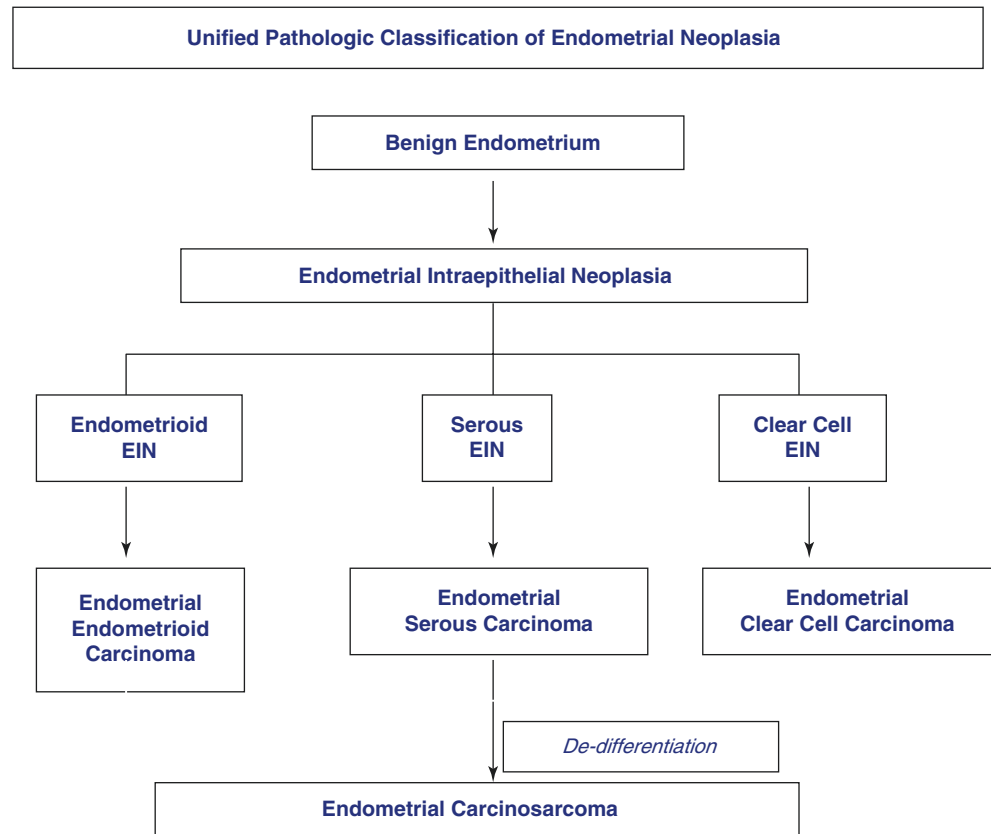 Unified Pathologic Classification of Endometrial Neoplasia
Benign Endometrium
Endometrial Intraepithelial Neoplasia
Endometrioid
EIN
Serous
EIN
Clear Cell
EIN
Endometrial
Endometrioid
Carcinoma
Endometrial
Serous Carcinoma
Endometrial
Clear Cell Carcinoma
De-differentiation
Endometrial Carcinosarcoma